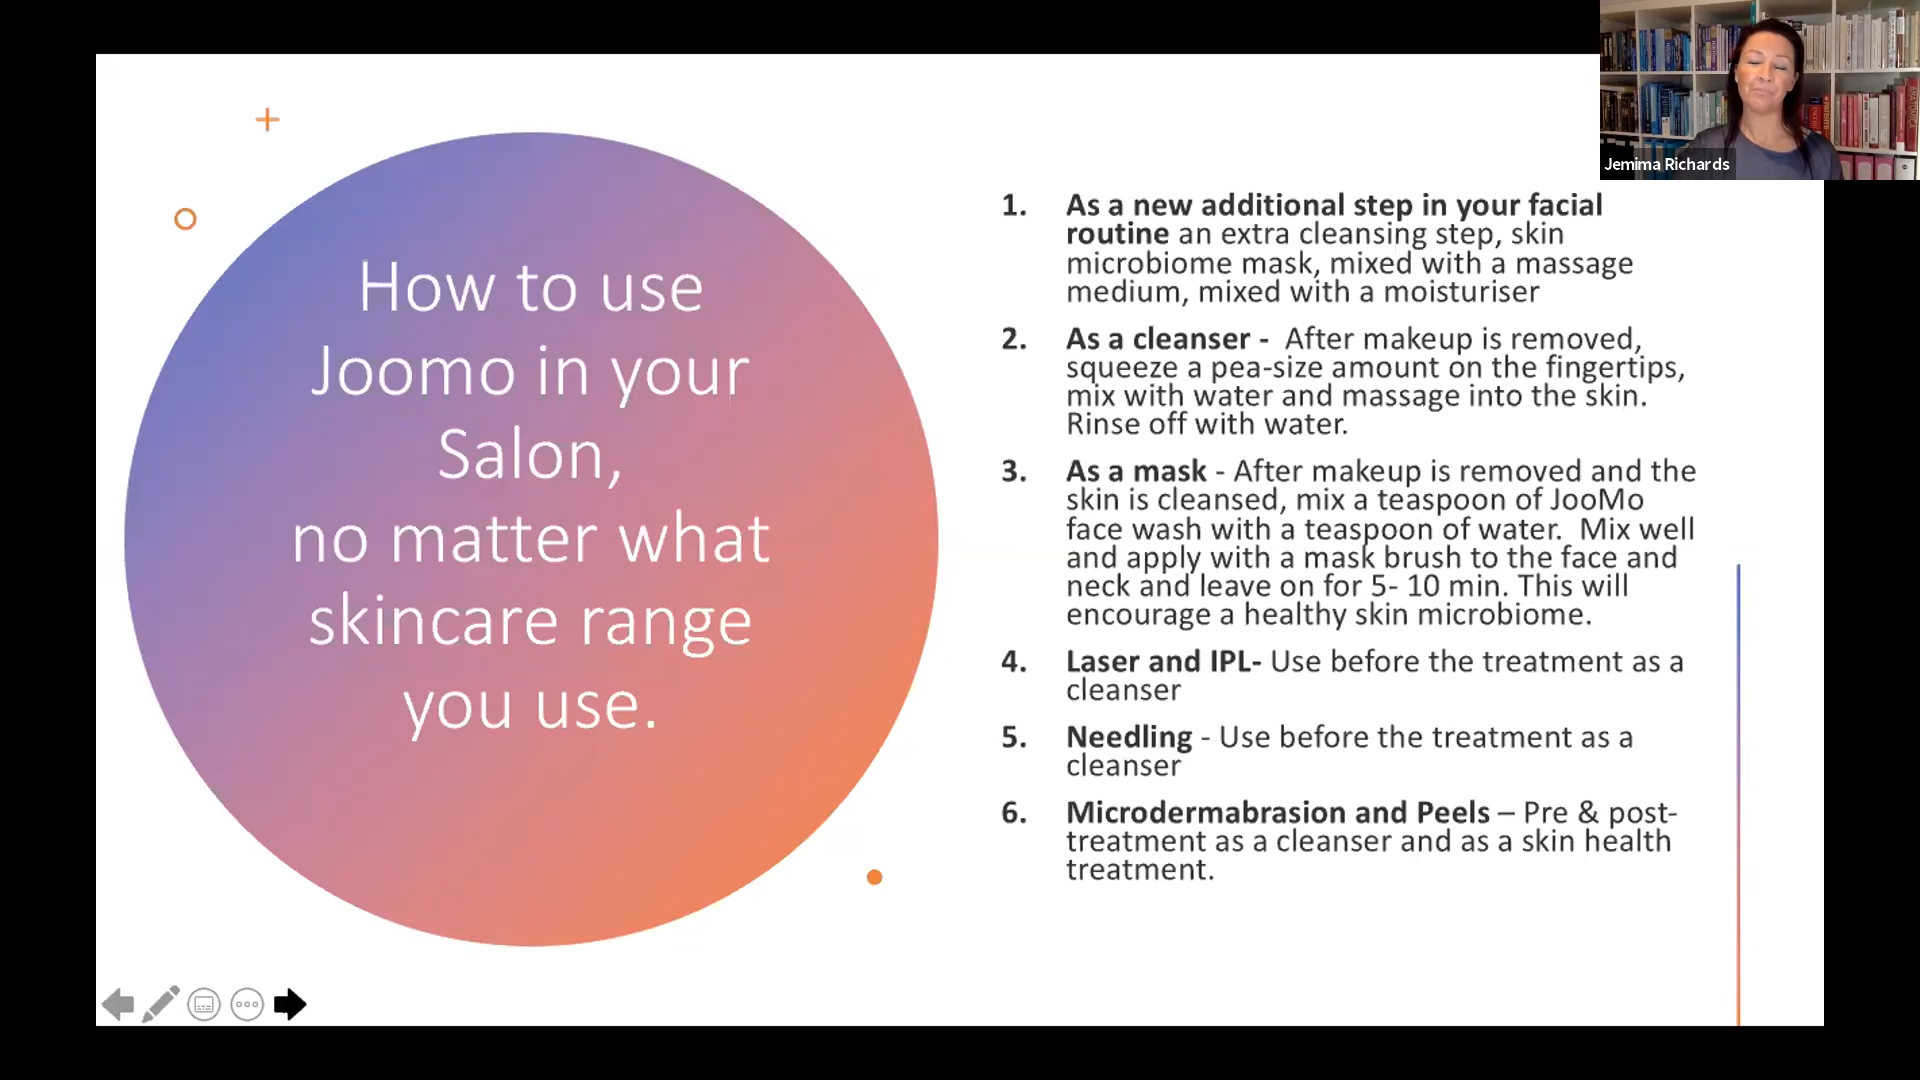 How to use
Joomo in your
Salon,
no matter what
skincare range
you use.
1. As a new additional step in your facial
routine an extra cleansing step, skin
microbiome mask, mixed with a massage
medium, mixed with a moisturiser
2. As a cleanser - After makeup is removed,
squeeze a pea-size amount on the fingertips,
mix with water and massage into the skin.
Rinse off with water.
3. As a mask - After makeup is removed and the
skin is cleansed, mix a teaspoon of JooMo
face wash with a teaspoon of water. Mix well
and apply with a mask brush to the face and
neck and leave on for 5- 10 min. This will
encourage a healthy skin microbiome.
4. Laser and IPL- Use before the treatment as a
cleanser
5. Needling - Use before the treatment as a
cleanser
6. Microdermabrasion and Peels – Pre & post-
treatment as a cleanser and as a skin health
treatment.
Jemima Richards